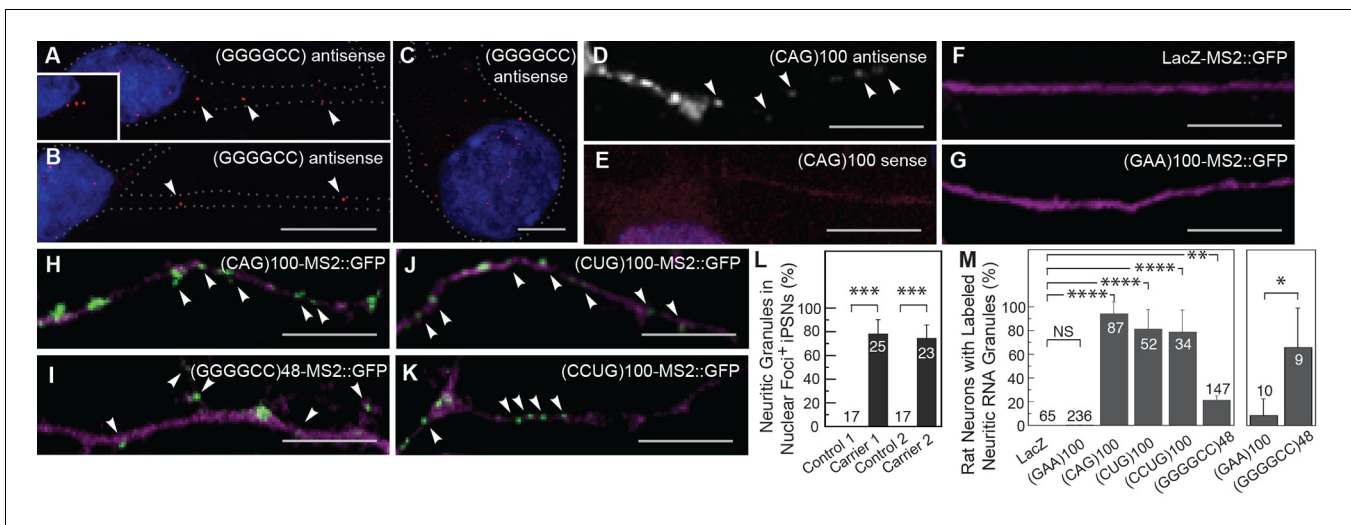 A
(GGGGCC) antisense
B
(GGGGCC) antisense
C
(GGGGCC)
antisense
D
(CAG)100 antisense
E
(CAG)100 sense
F
LacZ-MS2::GFP
G
(GAA)100-MS2::GFP
H
(CAG)100-MS2::GFP
I
(GGGGCC)48-MS2::GFP
J
(CUG)100-MS2::GFP
K
(CCUG)100-MS2::GFP
L
Neuritic Granules in
Nuclear Foci+ iPSNs (%)
100
80
60
40
20
0
***
***
17
25
17
23
Control 1
Carrier 1
Control 2
Carrier 2
M
Rat Neurons with Labeled
Neuritic RNA Granules (%)
100
80
60
40
20
0
**
****
****
****
NS
65
236
87
52
34
147
LacZ
(GAA)100
(CAG)100
(CUG)100
(CCUG)100
(GGGGCC)48
*
10
9
(GAA)100
(GGGGCC)48